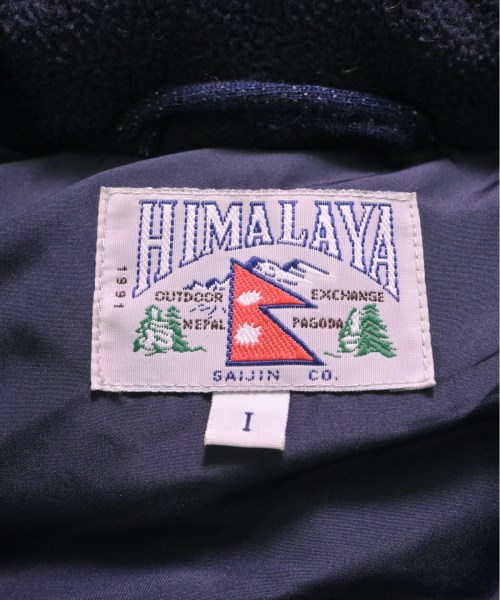 HIMALAYA
1991
OUTDOOR EXCHANGE
NEPAL PAGODA
SAIJIN CO.
I